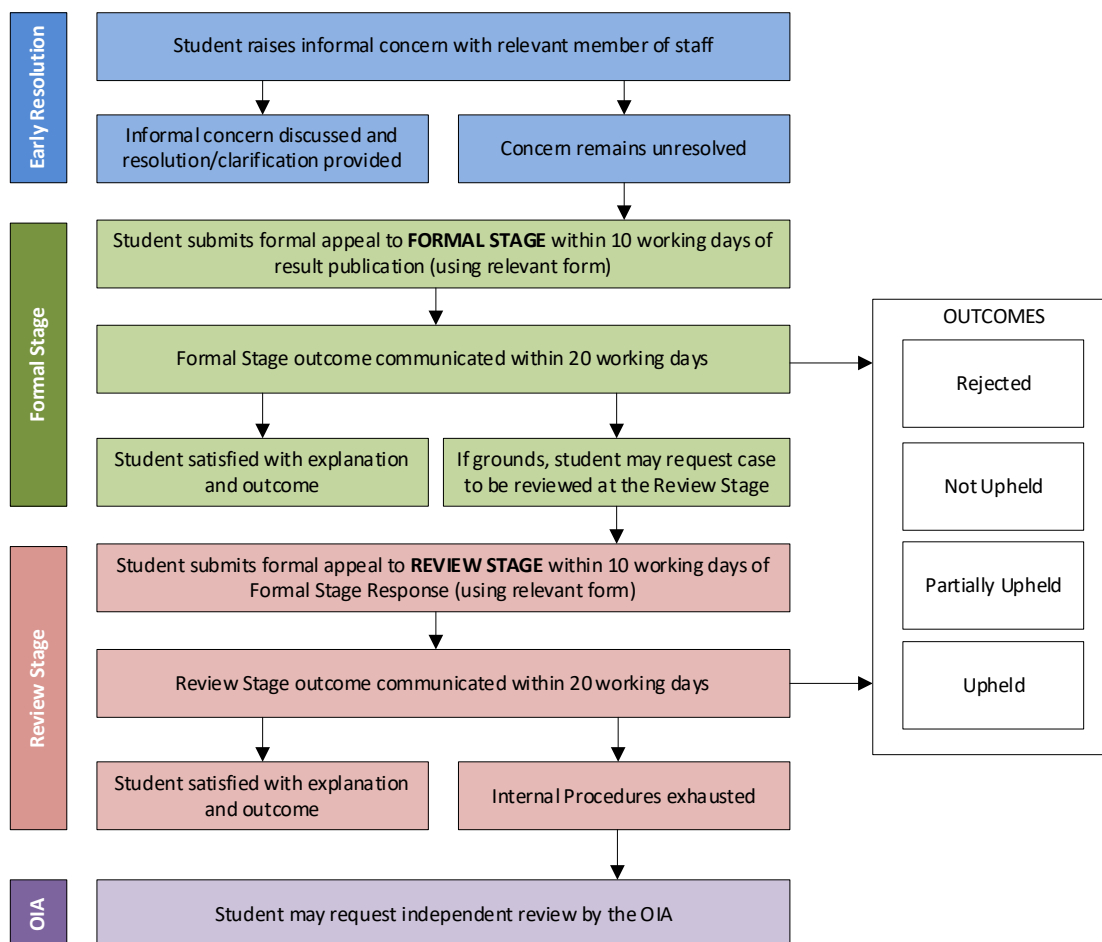 Early Resolution
Student raises informal concern with relevant member of staff
Informal concern discussed and
resolution/clarification provided
Concern remains unresolved
Formal Stage
Student submits formal appeal to FORMAL STAGE within 10 working days of
result publication (using relevant form)
Formal Stage outcome communicated within 20 working days
Student satisfied with explanation
and outcome
If grounds, student may request case
to be reviewed at the Review Stage
OUTCOMES
Rejected
Not Upheld
Partially Upheld
Upheld
Review Stage
Student submits formal appeal to REVIEW STAGE within 10 working days of
Formal Stage Response (using relevant form)
Review Stage outcome communicated within 20 working days
Student satisfied with explanation
and outcome
Internal Procedures exhausted
OIA
Student may request independent review by the OIA